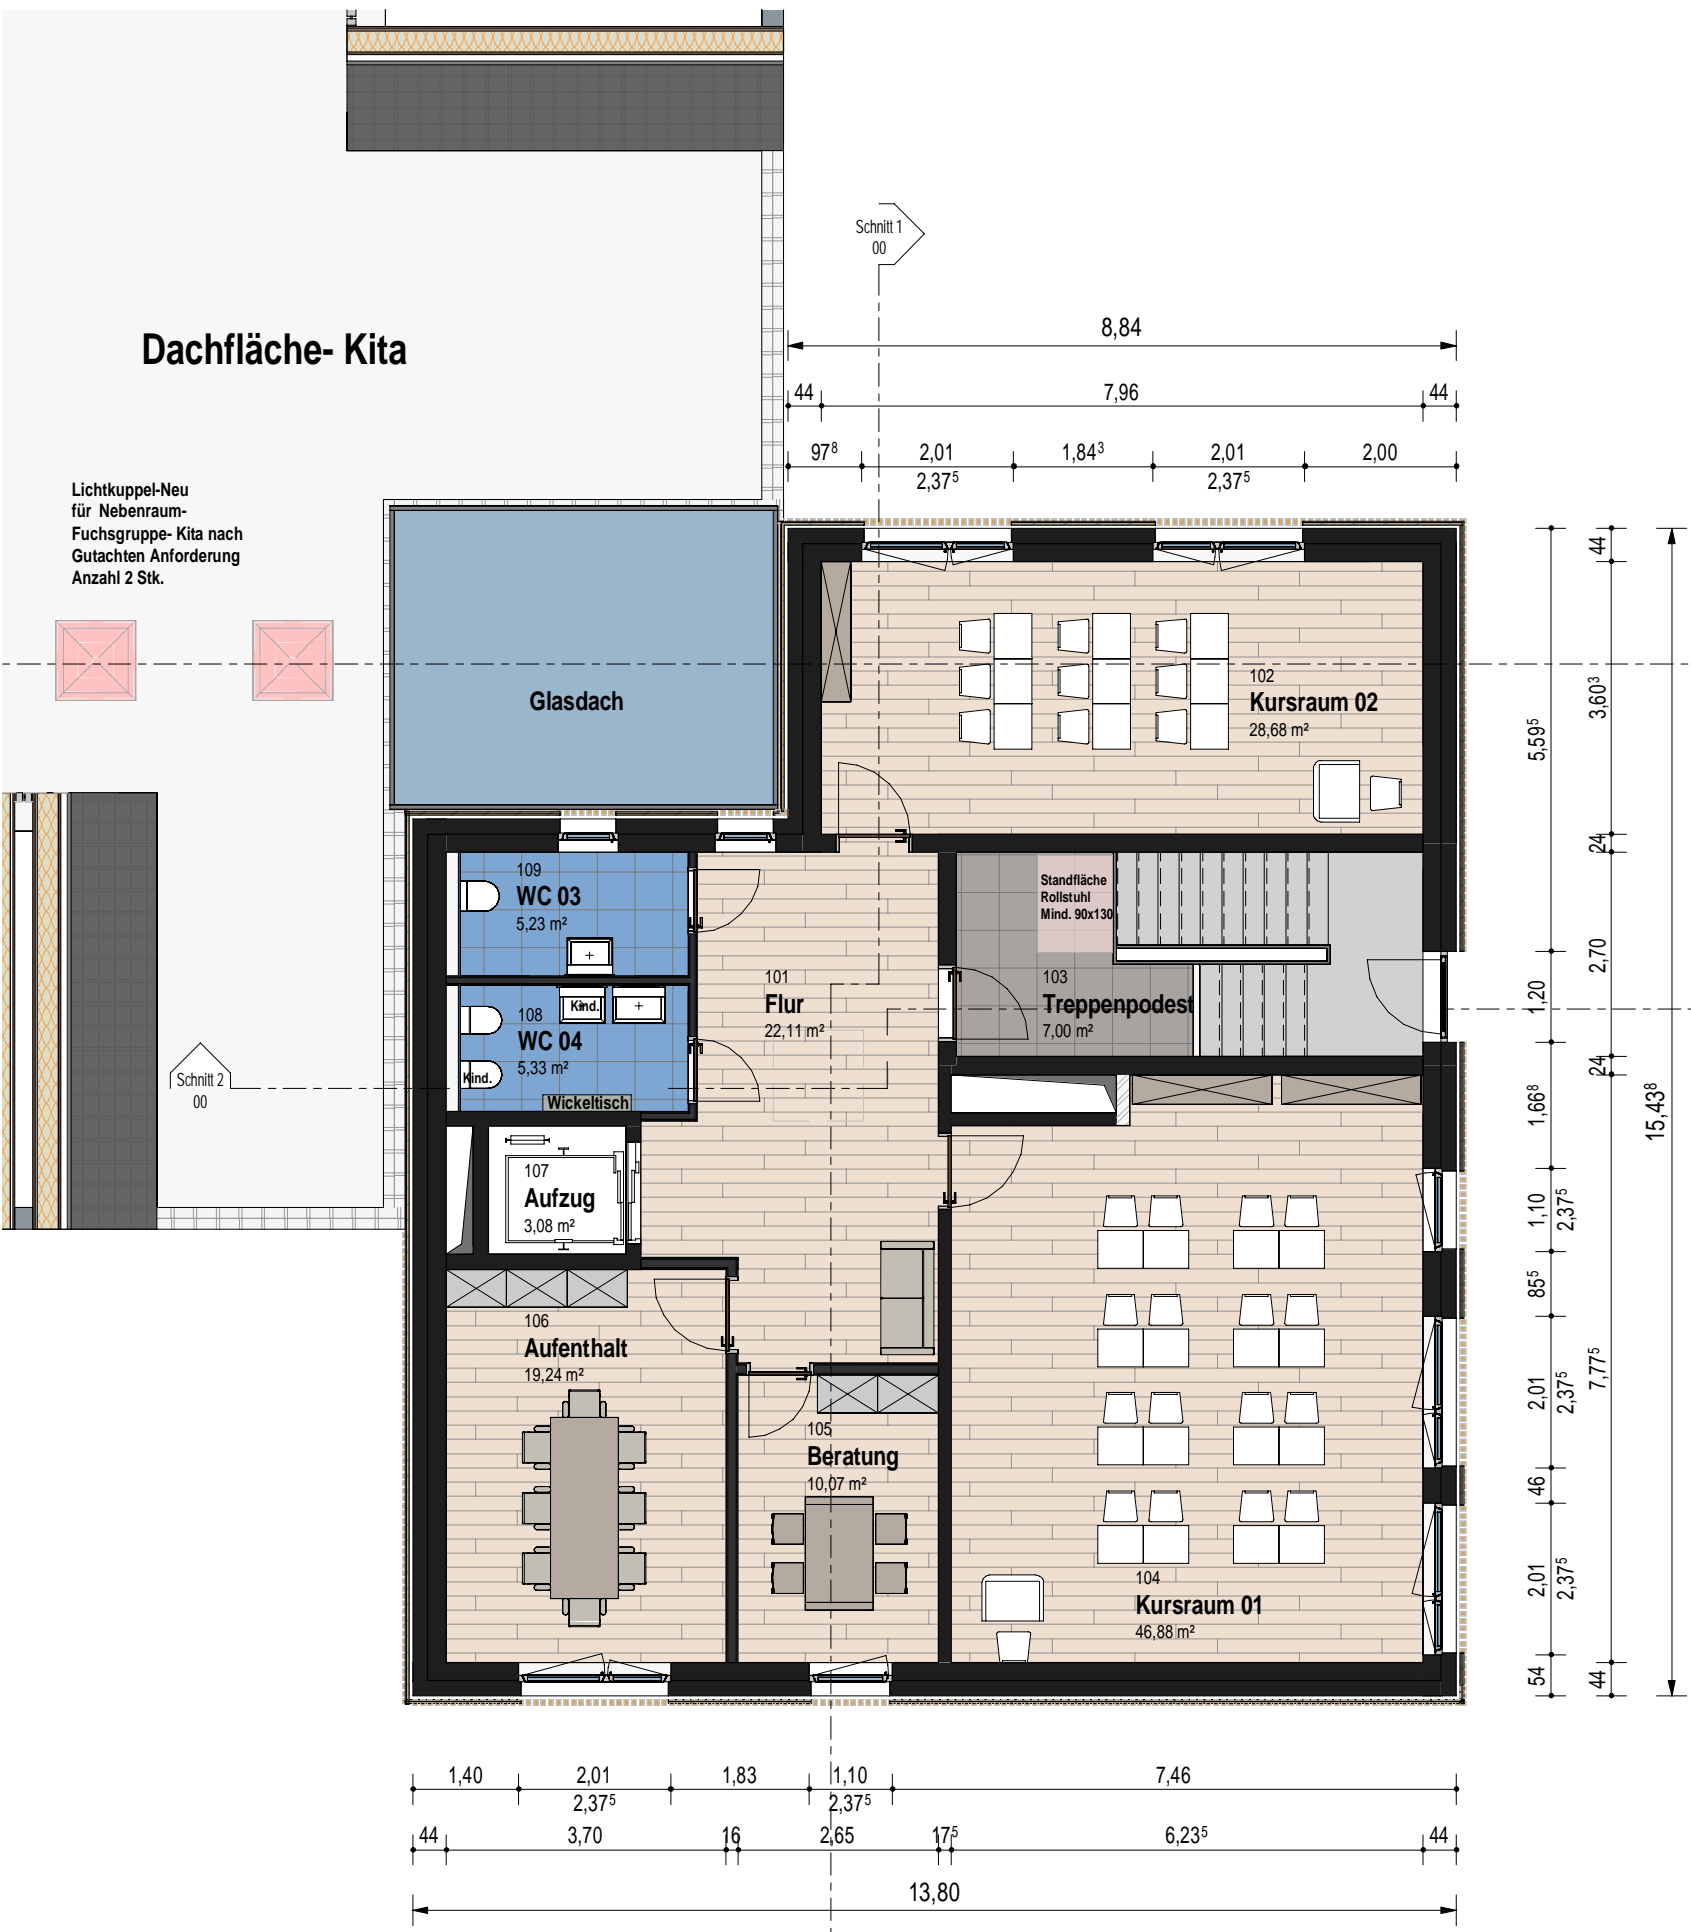 Schnitt 1
00
8,84
Dachfläche- Kita
44
7,96
44
97⁸
2,01
1,84³
2,01
2,00
2,37⁵
2,37⁵
Lichtkuppel-Neu
für Nebenraum-
Fuchsgruppe- Kita nach
Gutachten Anforderung
Anzahl 2 Stk.
Glasdach
102
Kursraum 02
28,68 m²
109
WC 03
5,23 m²
Standfläche
Rollstuhl
Mind. 90x130
101
Flur
22,11 m²
103
Treppenpodest
7,00 m²
Kind.
108
WC 04
5,33 m²
Kind.
Wickeltisch
Schnitt 2
00
107
Aufzug
3,08 m²
106
Aufenthalt
19,24 m²
105
Beratung
10,07 m²
104
Kursraum 01
46,88 m²
5,59⁵
1,20
1,66⁸
1,10
2,37⁵
85⁵
2,01
2,37⁵
46
2,01
2,37⁵
54
44
3,60³
24
2,70
24
7,77⁵
44
15,43⁸
1,40
2,01
1,83
1,10
7,46
2,37⁵
2,37⁵
44
3,70
16
2,65
17⁵
6,23⁵
44
13,80